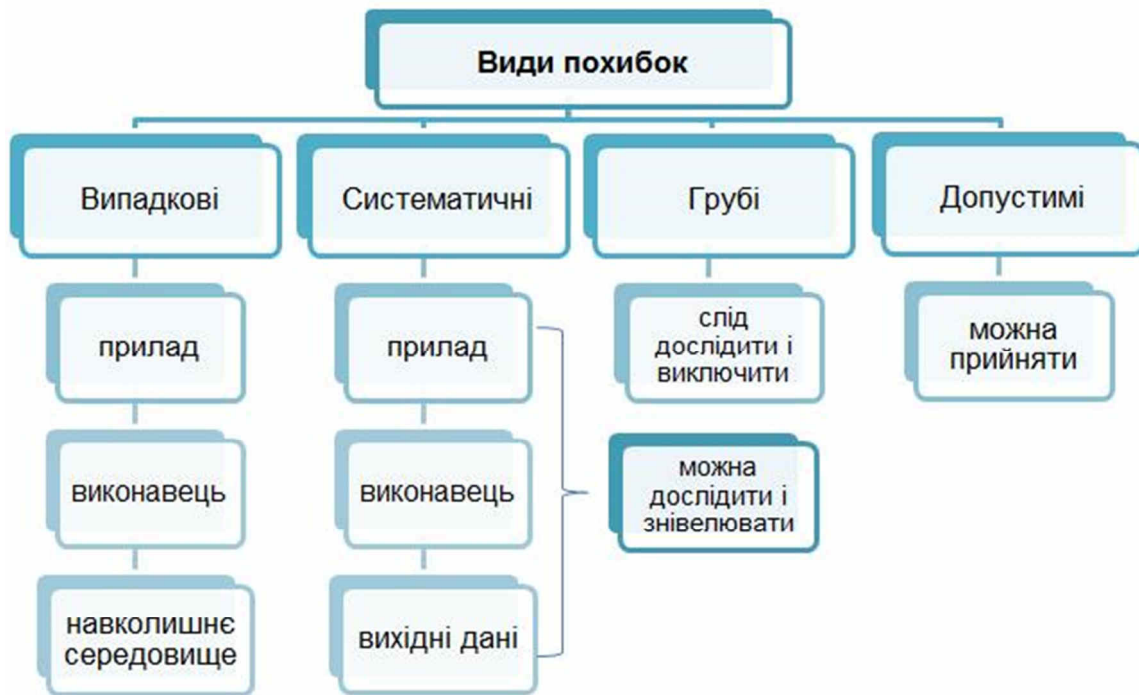 Види похибок
Випадкові
Систематичні
Грубі
Допустимі
прилад
прилад
слід
дослідити і
виключити
можна
прийняти
виконавець
виконавець
можна
дослідити і
знівелювати
навколишнє
середовище
вихідні дані